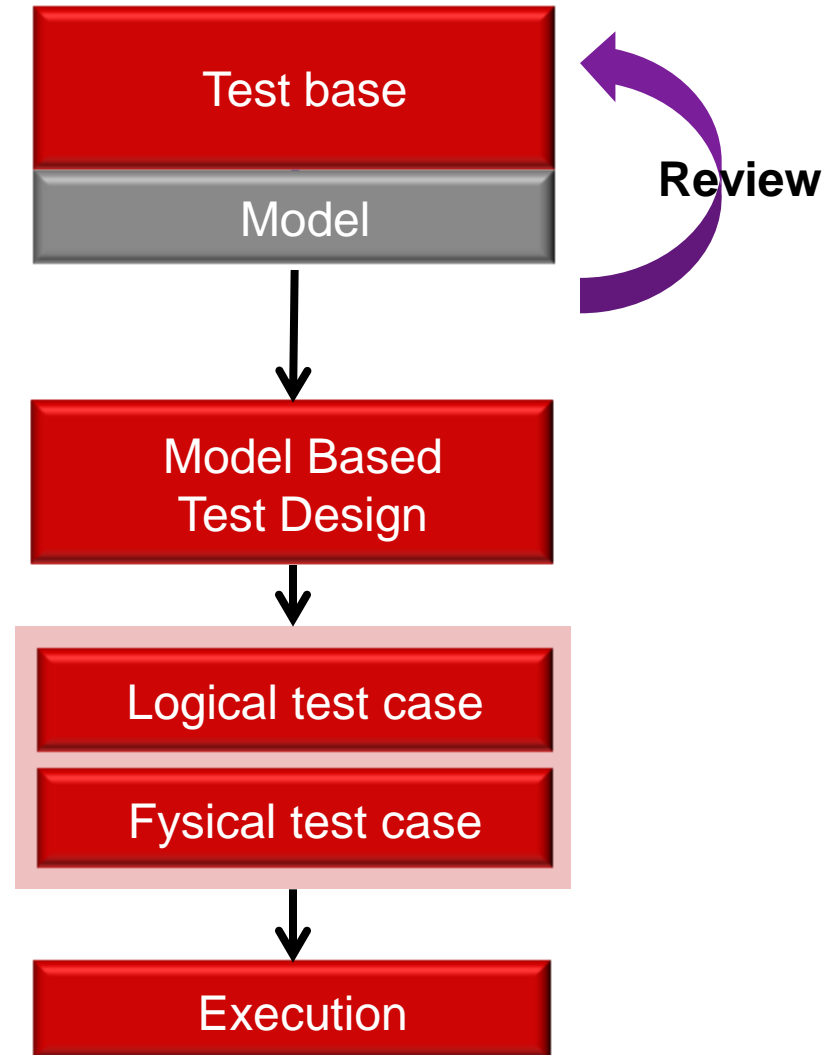 Test base
Review
Model
Model Based
Test Design
Logical test case
Fysical test case
Execution